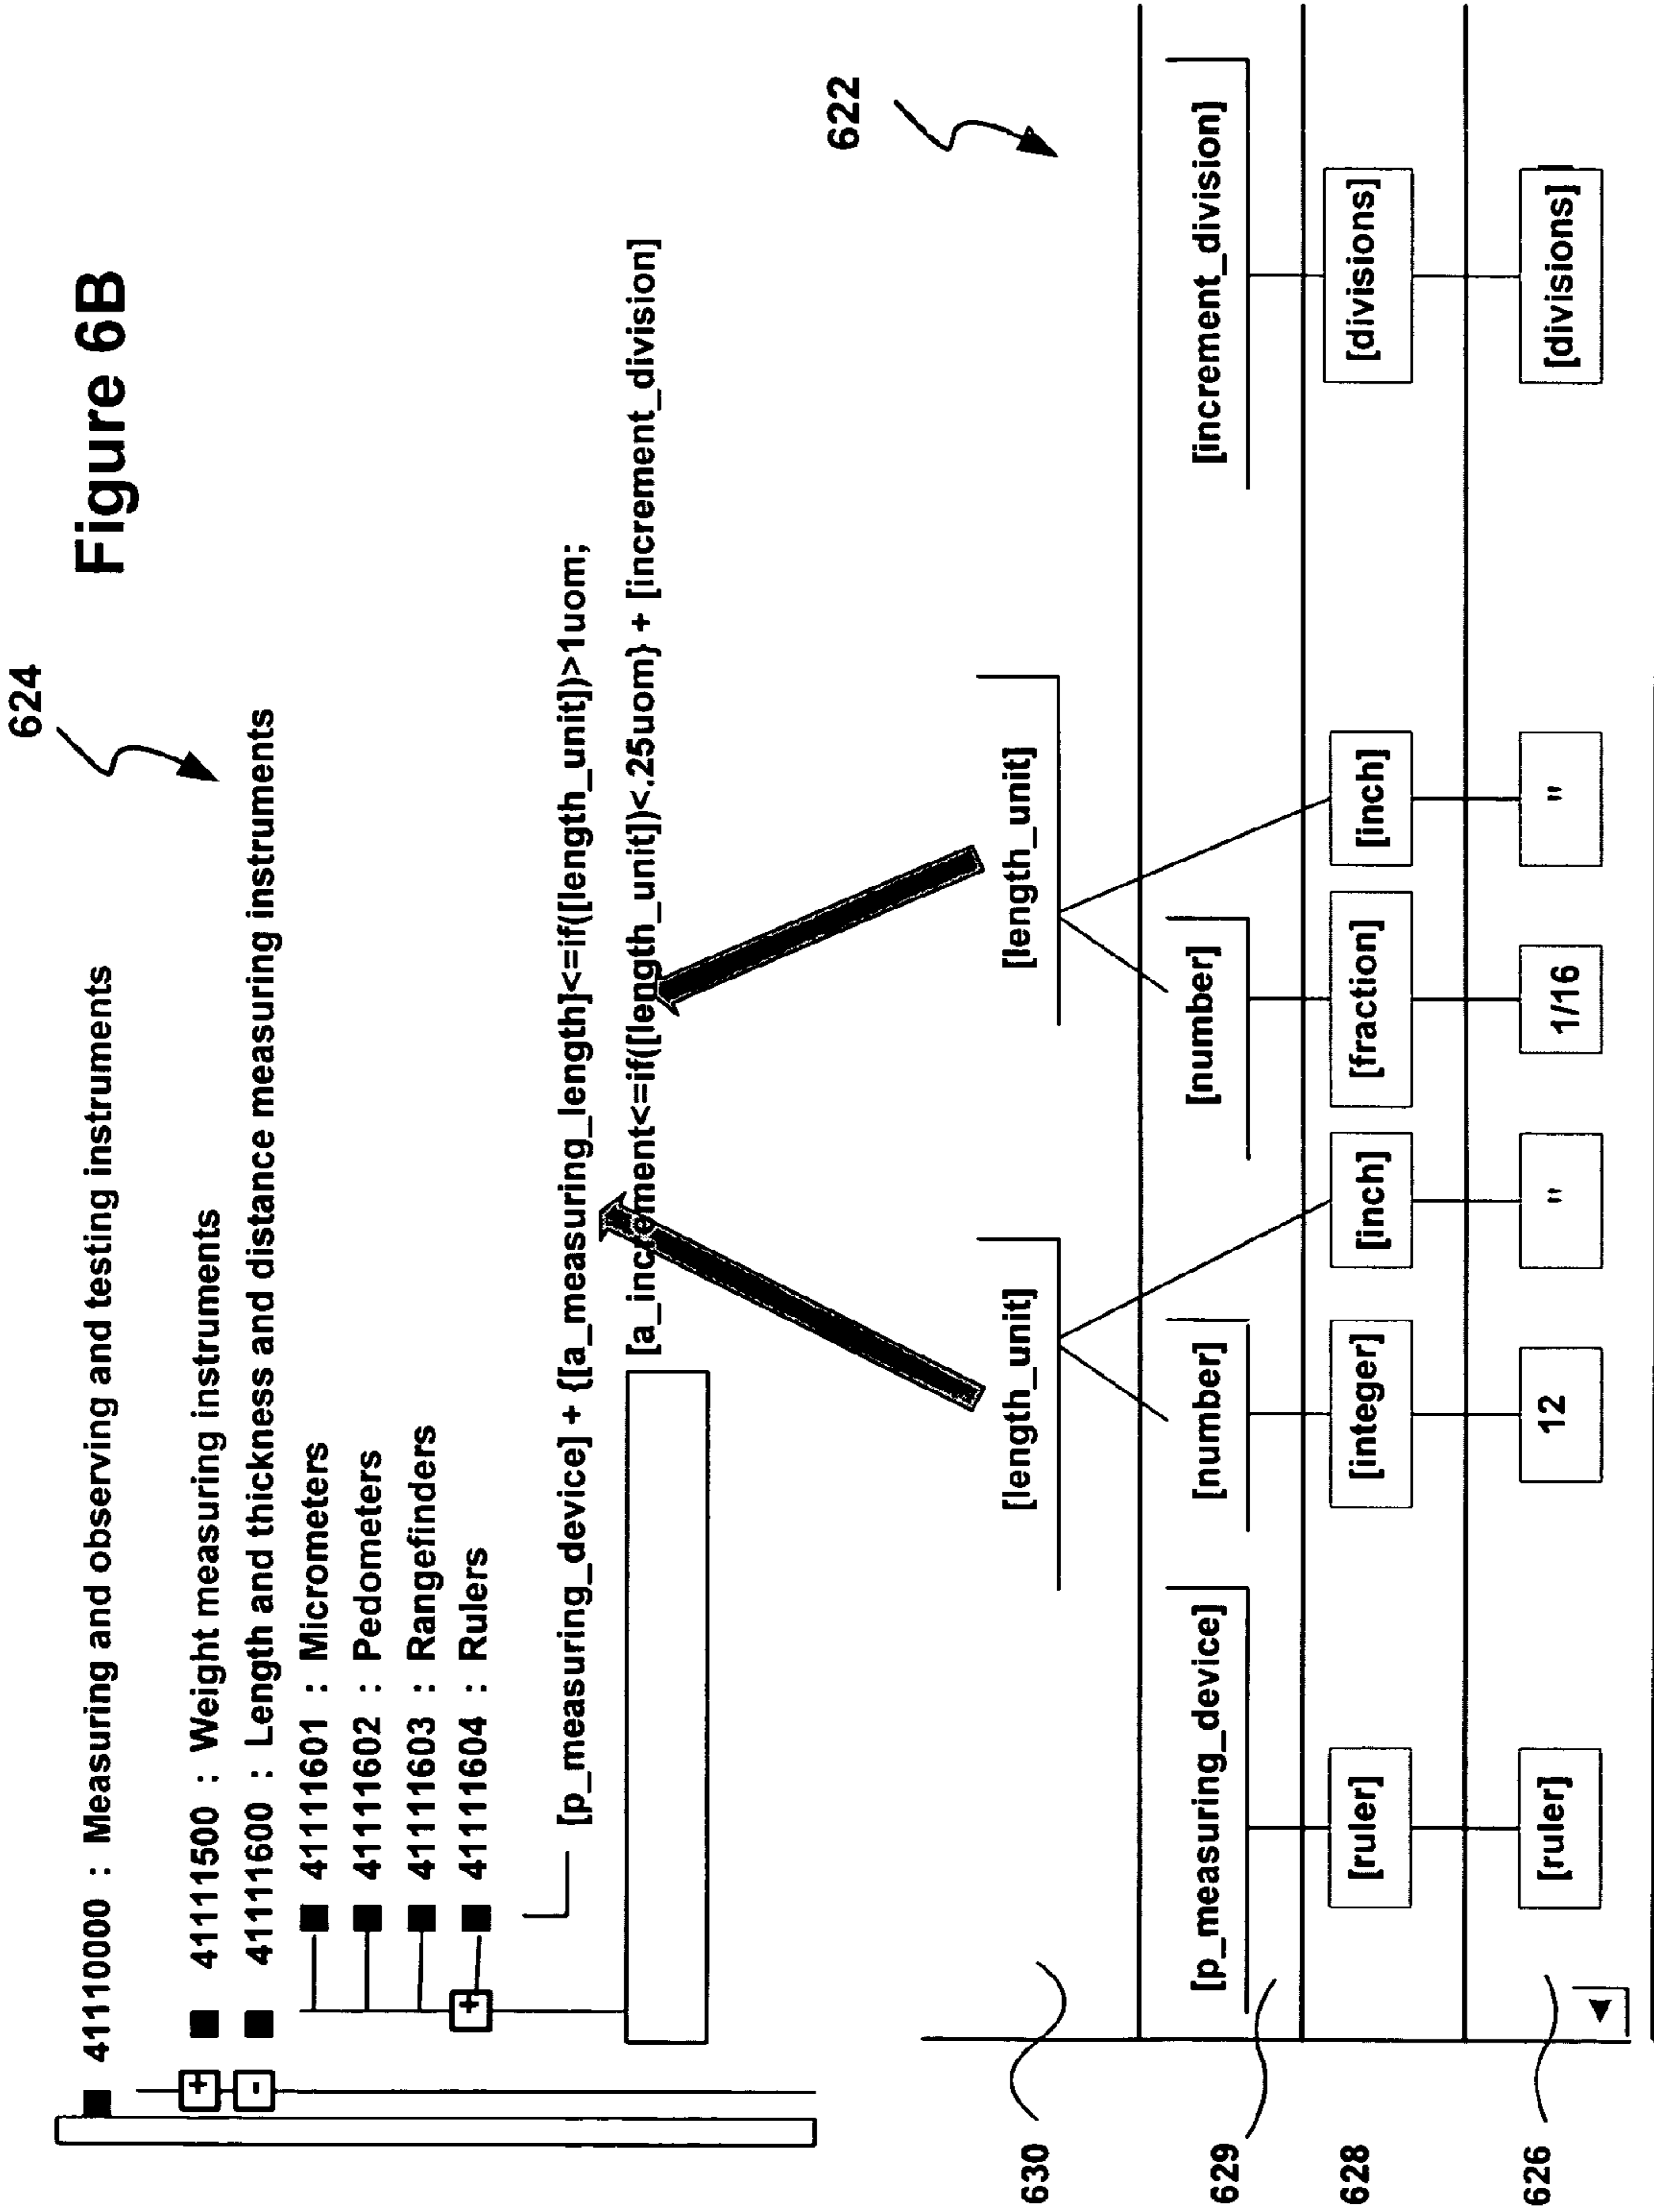 Figure 6B
624
41110000 : Measuring and observing and testing instruments
+ 41111500 : Weight measuring instruments
- 41111600 : Length and thickness and distance measuring instruments
41111601 : Micrometers
41111602 : Pedometers
41111603 : Rangefinders
+ 41111604 : Rulers
[p_measuring_device] + {[a_measuring_length]<=if([length_unit])>1uom;
[a_increment<=if([length_unit])<.25uom} + [increment_division]
622
630 [length_unit] [length_unit]
629 [p_measuring_device] [number] [number] [increment_division]
628 [ruler] [integer] [inch] [fraction] [inch] [divisions]
626 [ruler] 12 " 1/16 " [divisions]